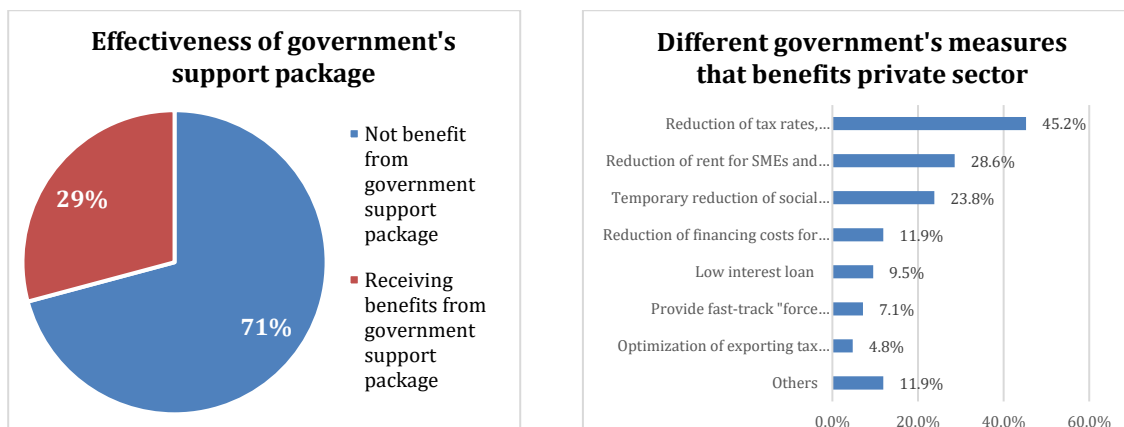 Effectiveness of government's
support package
Not benefit
from
government
support
package
Receiving
benefits from
government
support
package
29%
71%
Different government's measures
that benefits private sector
Reduction of tax rates,... 45.2%
Reduction of rent for SMEs and... 28.6%
Temporary reduction of social... 23.8%
Reduction of financing costs for... 11.9%
Low interest loan 9.5%
Provide fast-track "force... 7.1%
Optimization of exporting tax... 4.8%
Others 11.9%
0.0% 20.0% 40.0% 60.0%